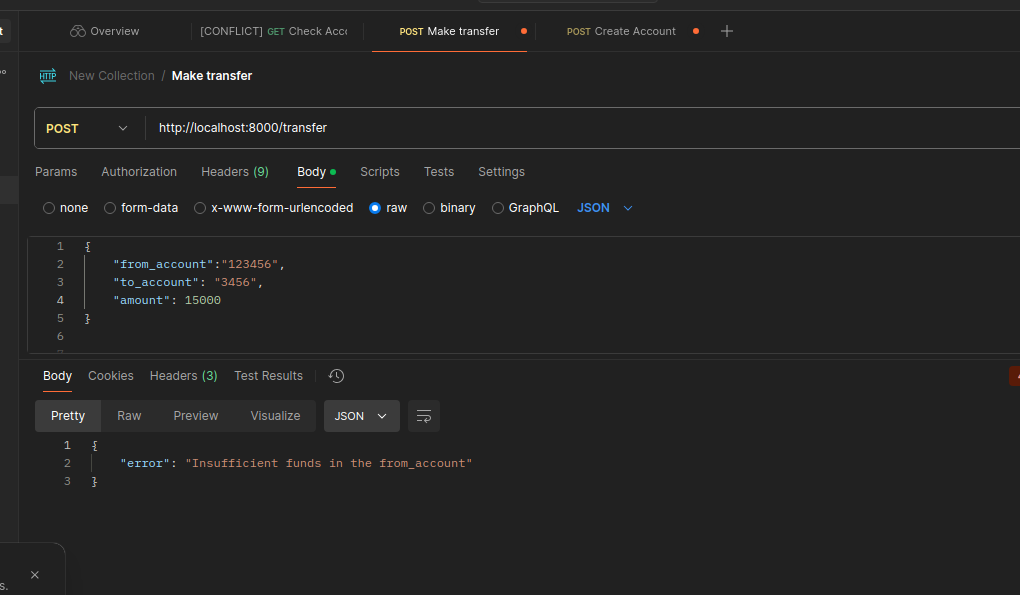 t Overview [CONFLICT] GET Check Acc POST Make transfer POST Create Account
HTTP New Collection / Make transfer
POST http://localhost:8000/transfer
Params Authorization Headers (9) Body Scripts Tests Settings
none form-data x-www-form-urlencoded raw binary GraphQL JSON
1 {
2 "from_account":"123456",
3 "to_account": "3456",
4 "amount": 15000
5 }
6
Body Cookies Headers (3) Test Results
Pretty Raw Preview Visualize JSON
1 {
2 "error": "Insufficient funds in the from_account"
3 }
s.